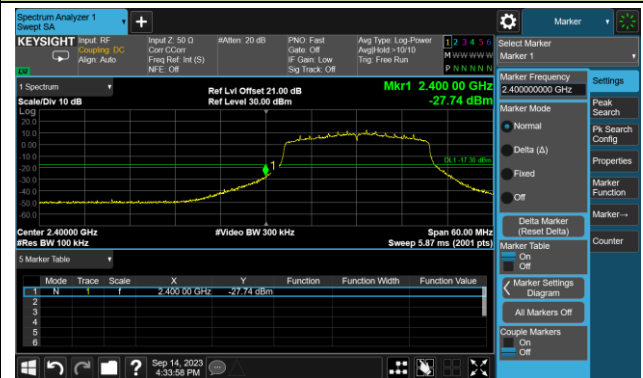 Spectrum Analyzer 1
Swept SA
+
Marker
KEYSIGHT
Input: RF
Coupling: DC
Align: Auto
Input Z: 50 Ω
Corr CCorr
Freq Ref: Int (S)
NFE: Off
#Atten: 20 dB
PNO: Fast
Gate: Off
IF Gain: Low
Sig Track: Off
Avg Type: Log-Power
Avg|Hold:>10/10
Trig: Free Run
1 2 3 4 5 6
M W W W W W
P N N N N N
LXI
Select Marker
Marker 1
1 Spectrum
Scale/Div 10 dB
Log
Ref Lvl Offset 21.00 dB
Ref Level 30.00 dBm
Mkr1 2.400 00 GHz
-27.74 dBm
20.0
10.0
0.00
-10.0
-20.0
-30.0
-40.0
-50.0
-60.0
1
DL1 -17.30 dBm
Center 2.40000 GHz
#Res BW 100 kHz
#Video BW 300 kHz
Span 60.00 MHz
Sweep 5.87 ms (2001 pts)
5 Marker Table
Mode Trace Scale X Y Function Function Width Function Value
1 N 1 f 2.400 00 GHz -27.74 dBm
2
3
4
5
6
Marker Frequency
2.400000000 GHz
Marker Mode
Normal
Delta (Δ)
Fixed
Off
Delta Marker
(Reset Delta)
Marker Table
On
Off
Marker Settings
Diagram
All Markers Off
Couple Markers
On
Off
Settings
Peak
Search
Pk Search
Config
Properties
Marker
Function
Marker→
Counter
?
Sep 14, 2023
4:33:58 PM